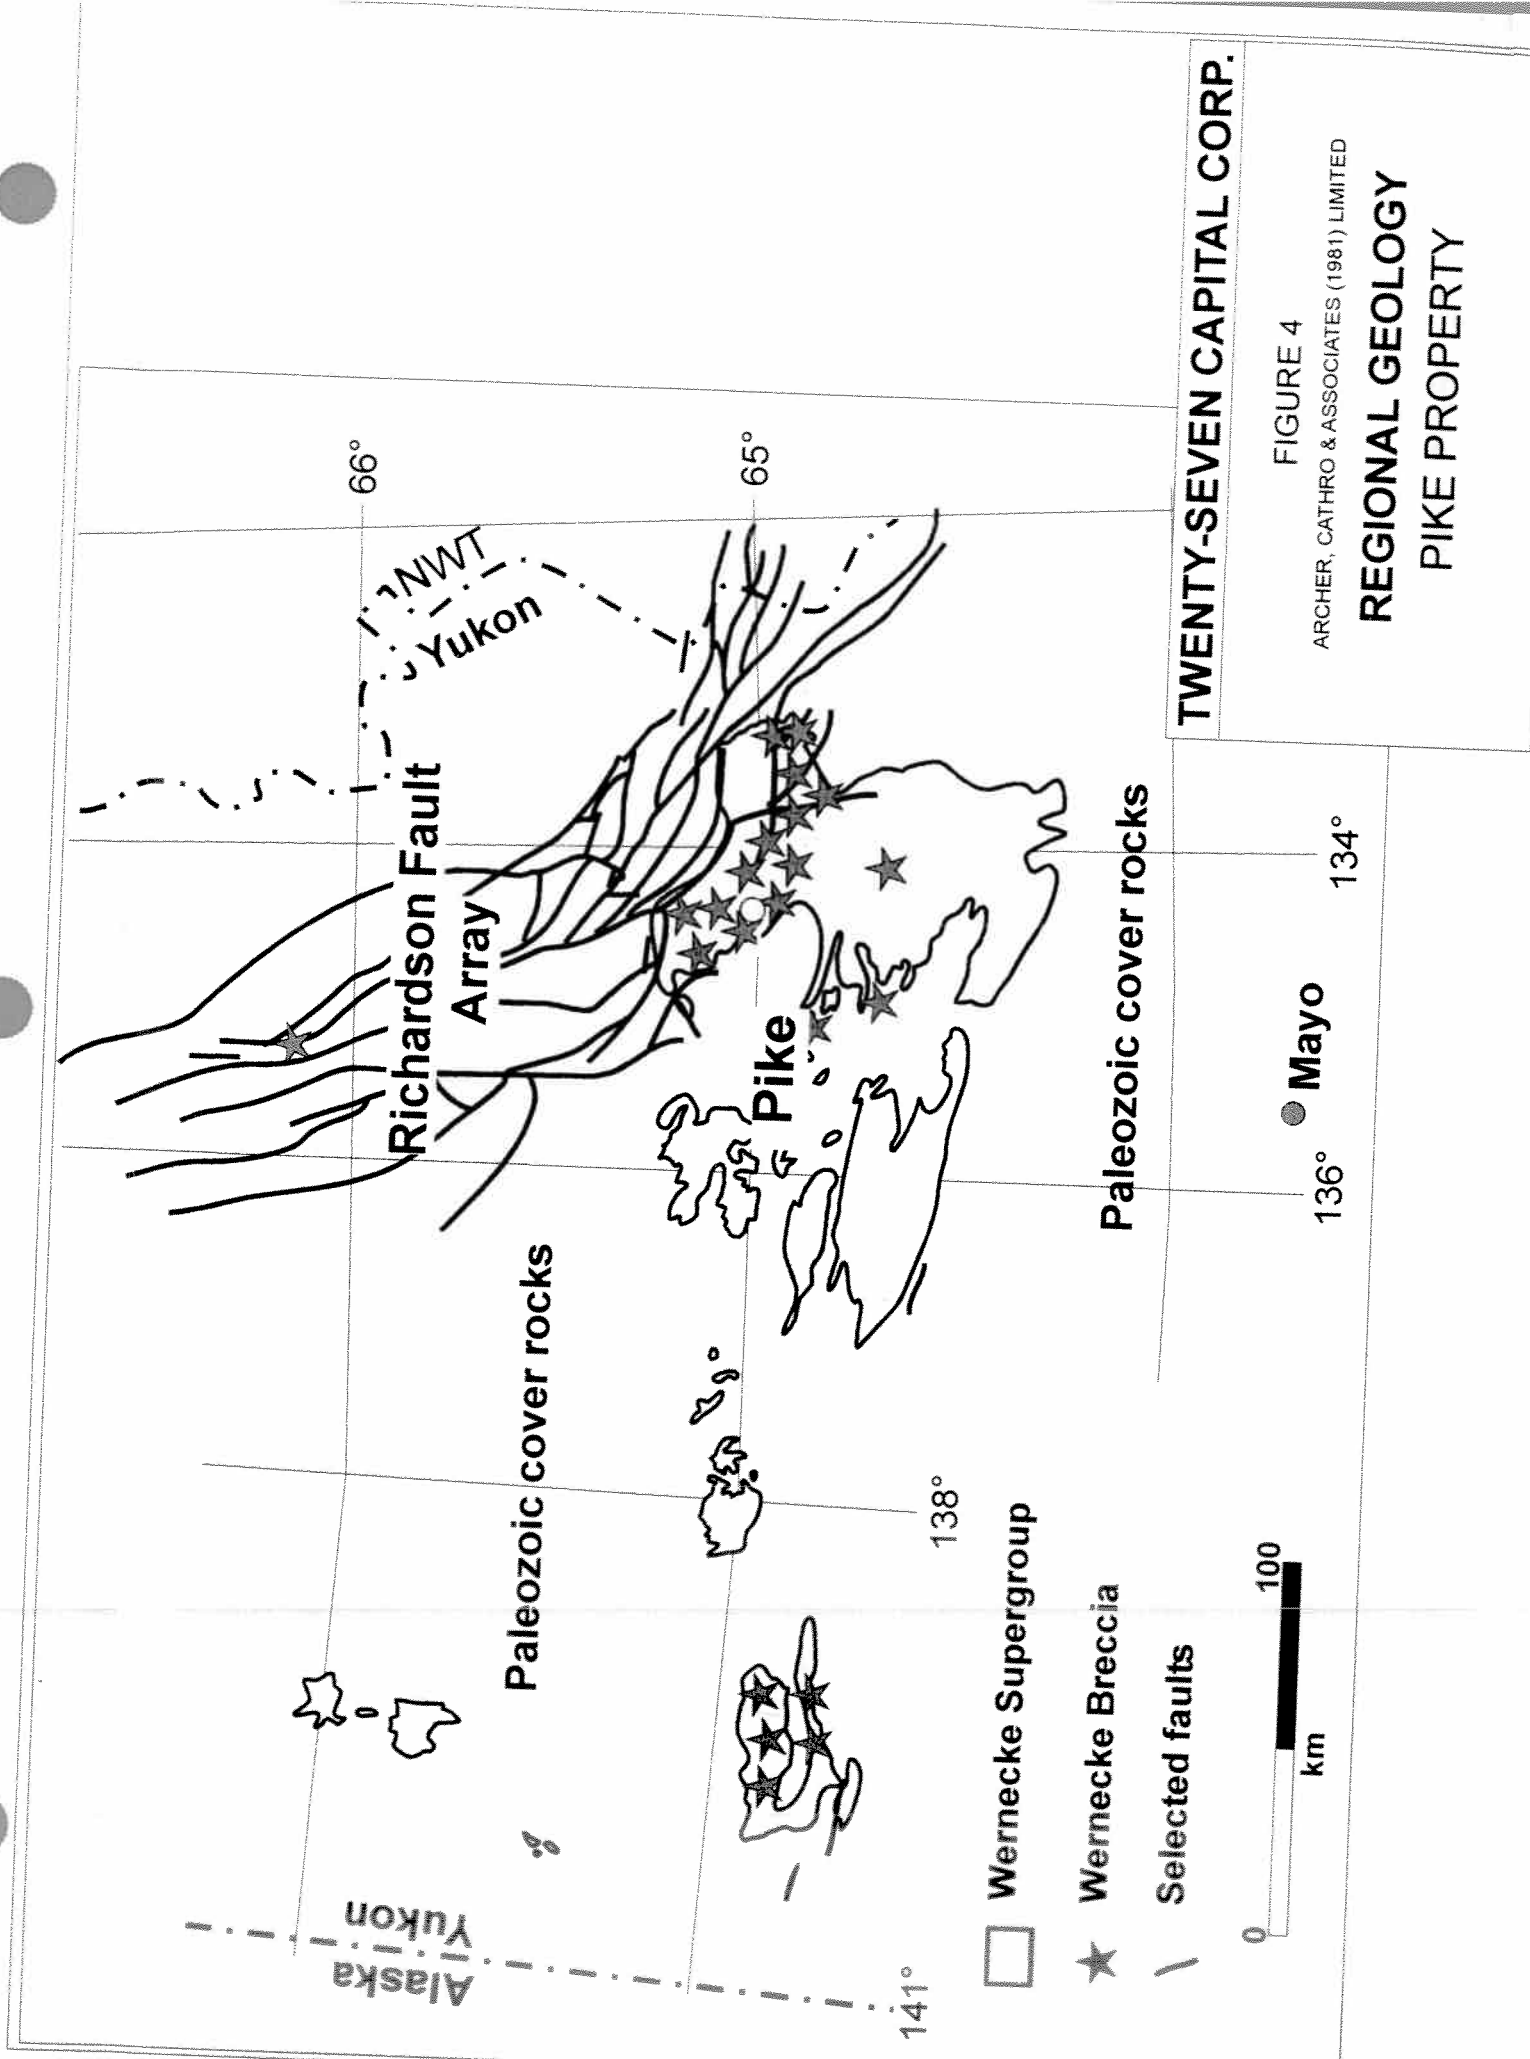 Alaska
Yukon
NWT
Yukon
66°
65°
Richardson Fault
Array
Paleozoic cover rocks
Pike
Paleozoic cover rocks
Mayo
141°
138°
136°
134°
Wernecke Supergroup
Wernecke Breccia
Selected faults
0
100
km
TWENTY-SEVEN CAPITAL CORP.
FIGURE 4
ARCHER, CATHRO & ASSOCIATES (1981) LIMITED
REGIONAL GEOLOGY
PIKE PROPERTY